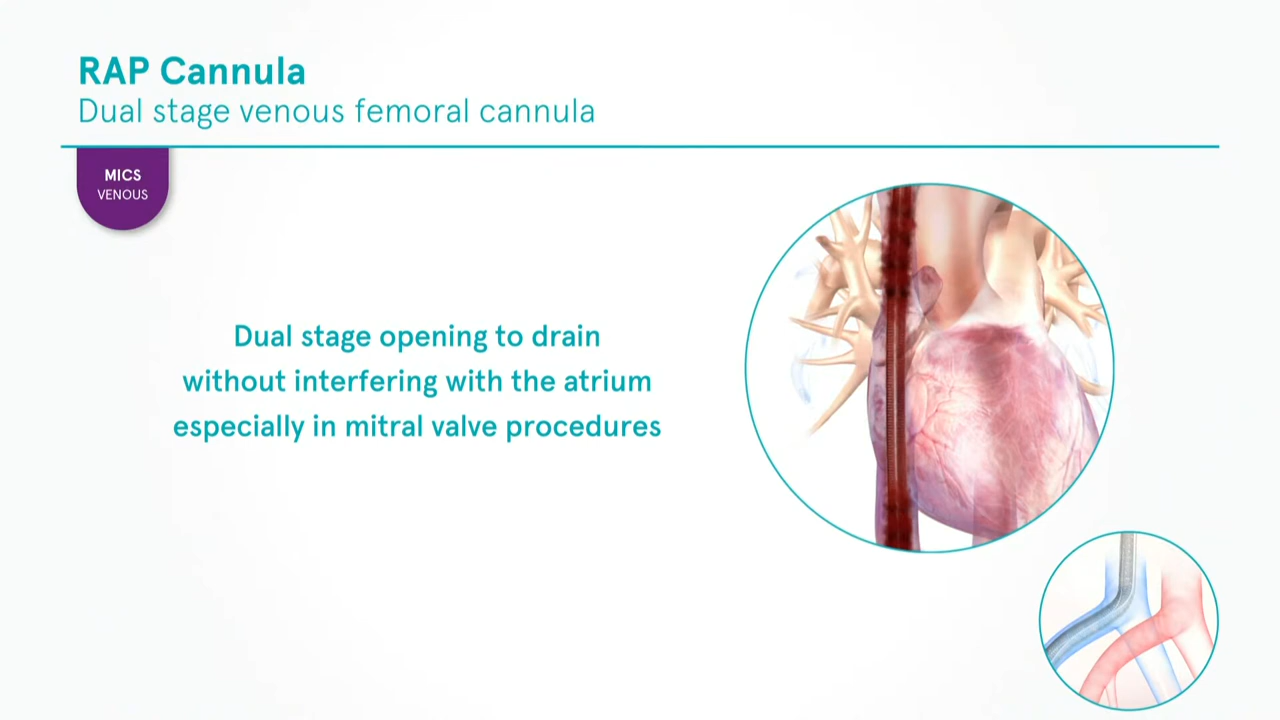 RAP Cannula
Dual stage venous femoral cannula
MICS
VENOUS
Dual stage opening to drain
without interfering with the atrium
especially in mitral valve procedures